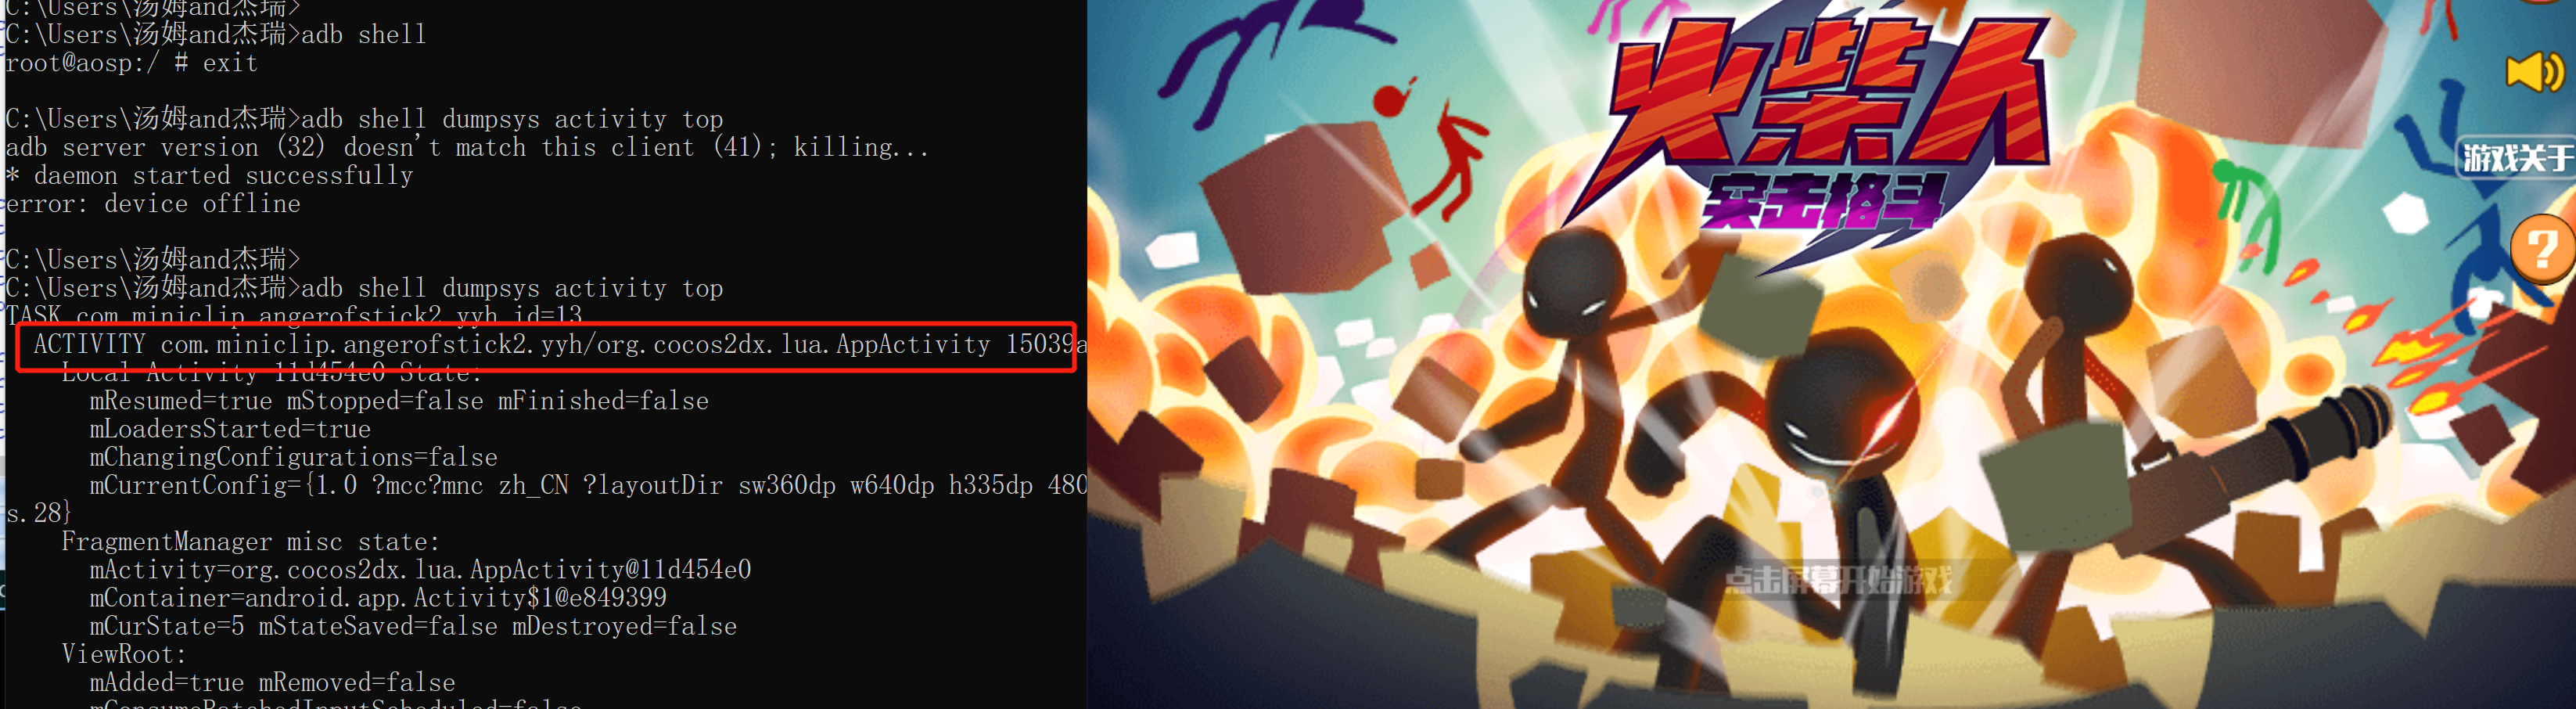 C:\Users\汤姆and杰瑞>
C:\Users\汤姆and杰瑞>adb shell
root@aosp:/ # exit
C:\Users\汤姆and杰瑞>adb shell dumpsys activity top
adb server version (32) doesn't match this client (41); killing...
* daemon started successfully
error: device offline
C:\Users\汤姆and杰瑞>
C:\Users\汤姆and杰瑞>adb shell dumpsys activity top
TASK com.miniclip.angerofstick2.yyh id=13
ACTIVITY com.miniclip.angerofstick2.yyh/org.cocos2dx.lua.AppActivity 15039a
Local Activity 11d454e0 State:
mResumed=true mStopped=false mFinished=false
mLoadersStarted=true
mChangingConfigurations=false
mCurrentConfig={1.0 ?mcc?mnc zh_CN ?layoutDir sw360dp w640dp h335dp 480
s.28}
FragmentManager misc state:
mActivity=org.cocos2dx.lua.AppActivity@11d454e0
mContainer=android.app.Activity$1@e849399
mCurState=5 mStateSaved=false mDestroyed=false
ViewRoot:
mAdded=true mRemoved=false
mConsumeBatchedInputScheduled=false
火柴人
突击格斗
游戏关于
?
点击屏幕开始游戏